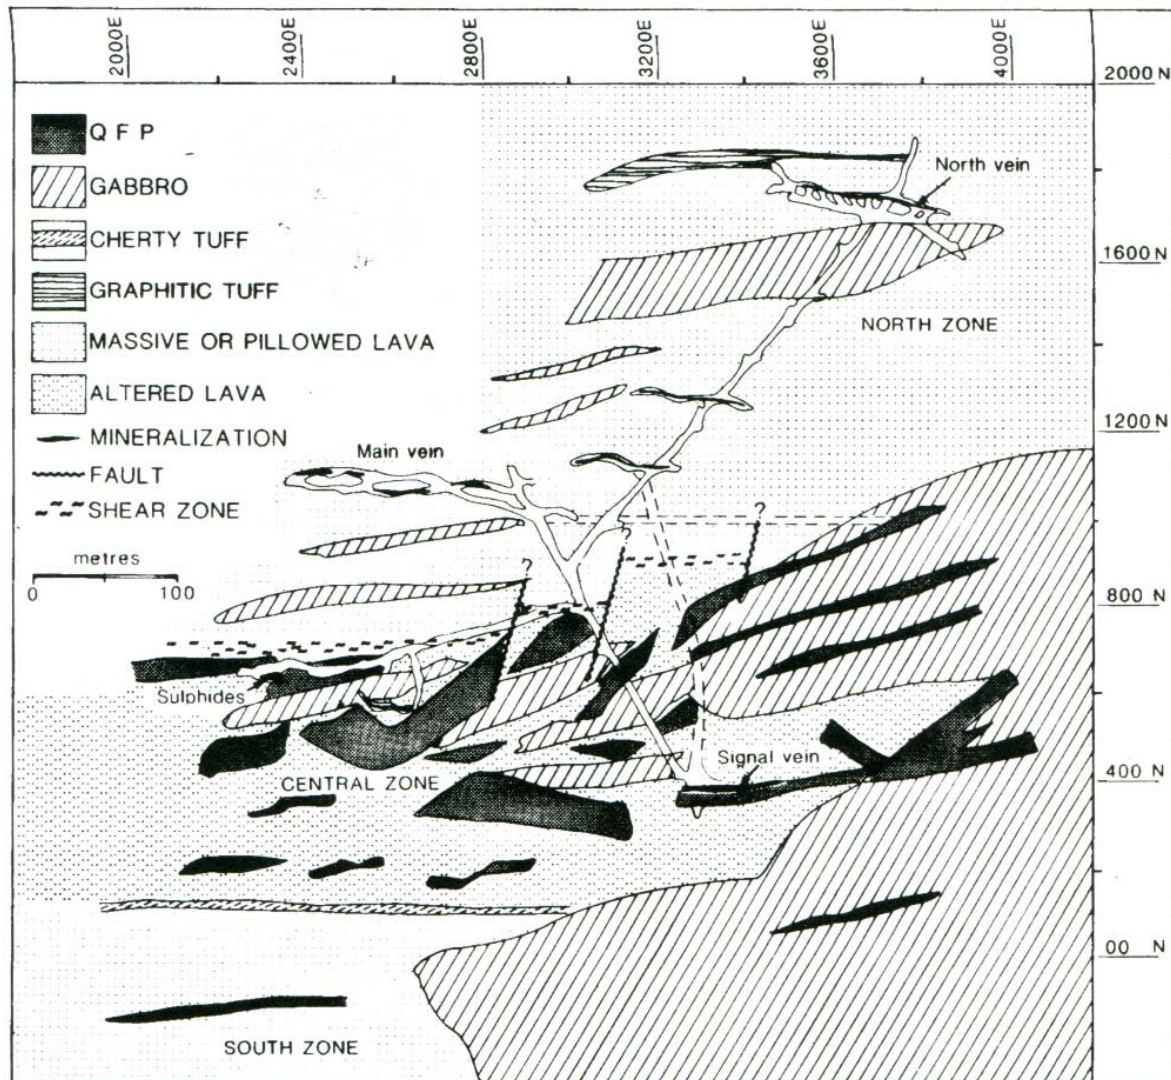 2000E 2400E 2800E 3200E 3600E 4000E
2000 N
Q F P
GABBRO
CHERTY TUFF
GRAPHITIC TUFF
MASSIVE OR PILLOWED LAVA
ALTERED LAVA
MINERALIZATION
FAULT
SHEAR ZONE
metres
0 100
North vein
1600 N
NORTH ZONE
1200 N
Main vein
?
?
?
800 N
Sulphides
Signal vein
CENTRAL ZONE
400 N
00 N
SOUTH ZONE